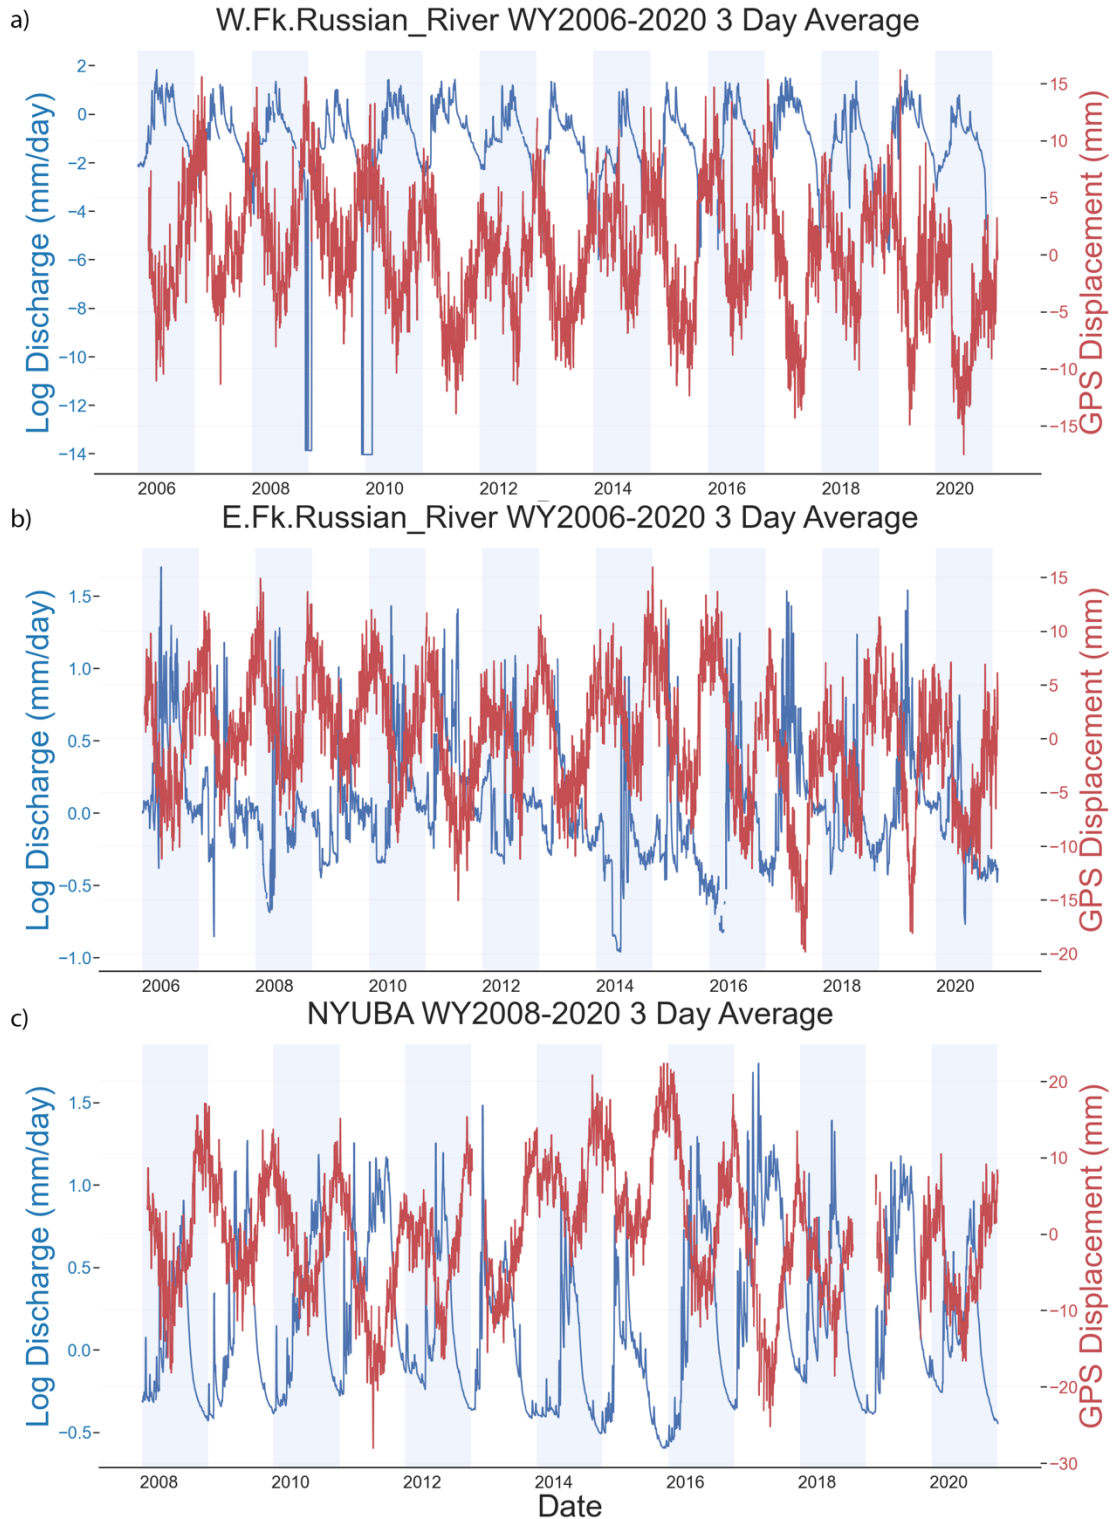 a)
W.Fk.Russian_River WY2006-2020 3 Day Average
Log Discharge (mm/day)
2
0
−2
−4
−6
−8
−10
−12
−14
15
10
5
0
−5
−10
−15
GPS Displacement (mm)
2006 2008 2010 2012 2014 2016 2018 2020
b)
E.Fk.Russian_River WY2006-2020 3 Day Average
Log Discharge (mm/day)
1.5
1.0
0.5
0.0
−0.5
−1.0
15
10
5
0
−5
−10
−15
−20
GPS Displacement (mm)
2006 2008 2010 2012 2014 2016 2018 2020
c)
NYUBA WY2008-2020 3 Day Average
Log Discharge (mm/day)
1.5
1.0
0.5
0.0
−0.5
20
10
0
−10
−20
−30
GPS Displacement (mm)
2008 2010 2012 2014 2016 2018 2020
Date